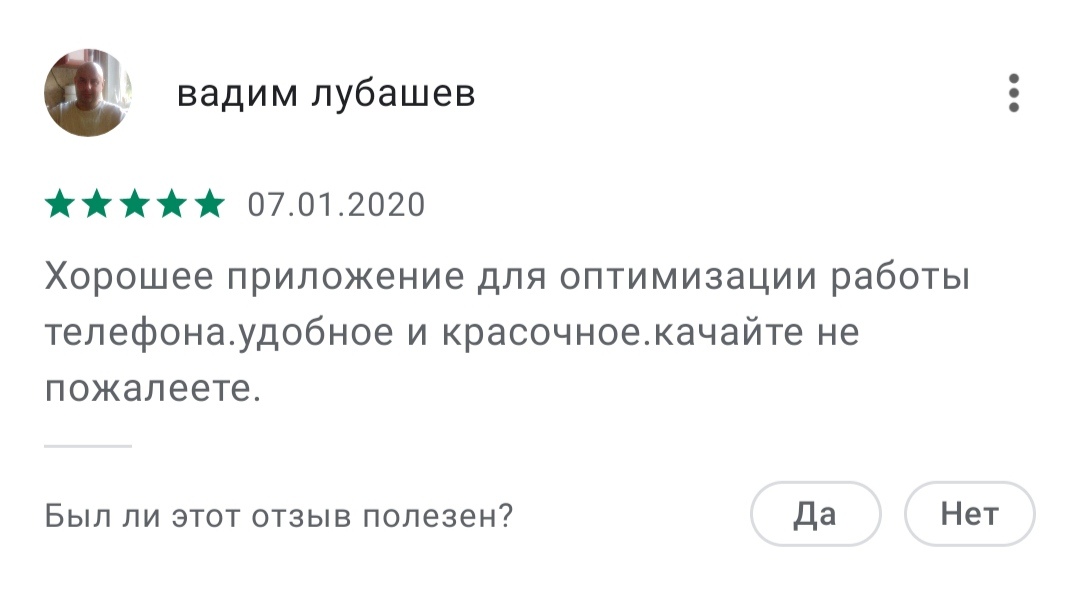 вадим лубашев
07.01.2020
Хорошее приложение для оптимизации работы
телефона.удобное и красочное.качайте не
пожалеете.
Был ли этот отзыв полезен?
Да
Нет